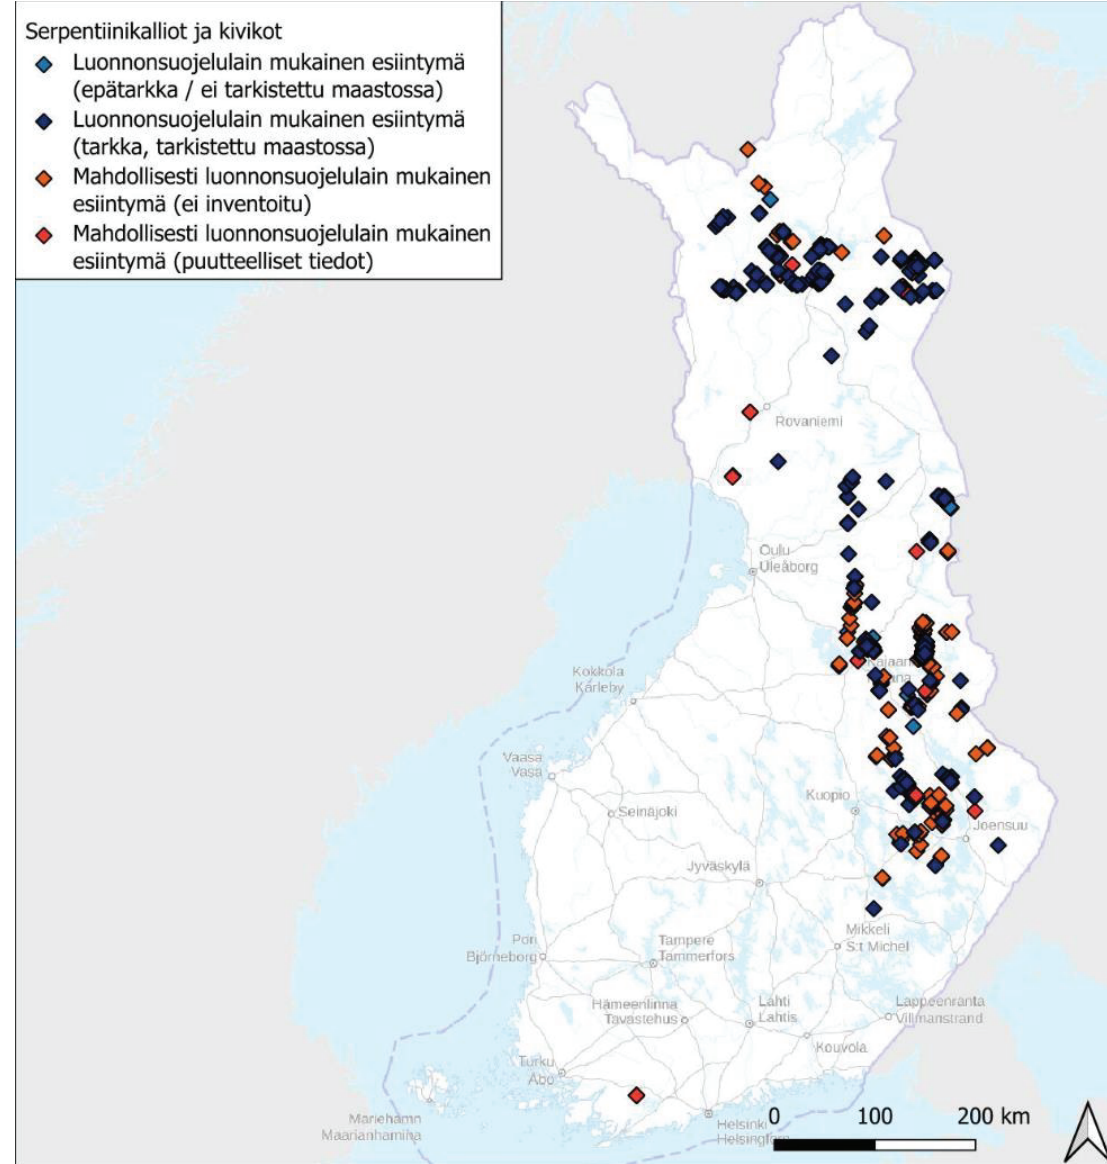 Serpentiinikalliot ja kivikot
Luonnonsuojelulain mukainen esiintymä
(epätarkka / ei tarkistettu maastossa)
Luonnonsuojelulain mukainen esiintymä
(tarkka, tarkistettu maastossa)
Mahdollisesti luonnonsuojelulain mukainen
esiintymä (ei inventoitu)
Mahdollisesti luonnonsuojelulain mukainen
esiintymä (puutteelliset tiedot)
Rovaniemi
Oulu
Uleåborg
Kokkola
Karleby
Vaasa
Vasa
Seinäjoki
Kuopio
Joensuu
Jyväskylä
Mikkeli
S:t Michel
Pori
Björneborg
Tampere
Tammerfors
Hämeenlinna
Tavastehus
Lahti
Lahtis
Lappeenranta
Villmanstrand
Kouvola
Turku
Åbo
Mariehamn
Maarianhamina
Helsinki
0 100 200 km